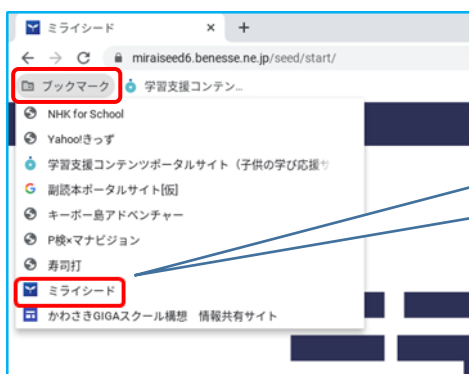 ミライシード
miraiseed6.benesse.ne.jp/seed/start/
ブックマーク 学習支援コンテン…
NHK for School
Yahoo!きっず
学習支援コンテンツポータルサイト（子供の学び応援サ
副読本ポータルサイト[仮]
キーボー島アドベンチャー
P検×マナビジョン
寿司打
ミライシード
かわさきGIGAスクール構想 情報共有サイト